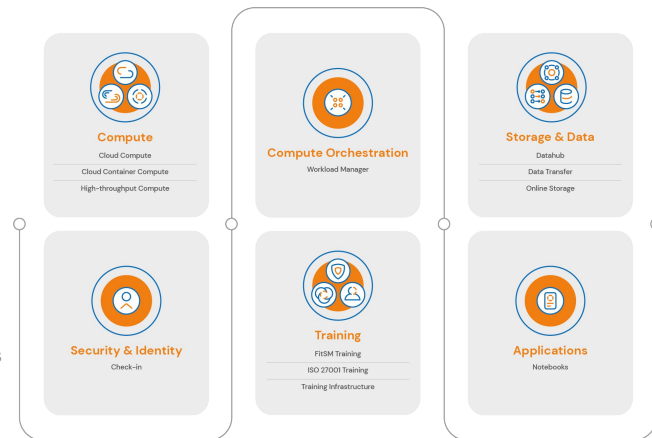 Compute
Cloud Compute
Cloud Container Compute
High-throughput Compute
Compute Orchestration
Workload Manager
Storage & Data
Datahub
Data Transfer
Online Storage
Security & Identity
Check-in
Training
FitSM Training
ISO 27001 Training
Training Infrastructure
Applications
Notebooks